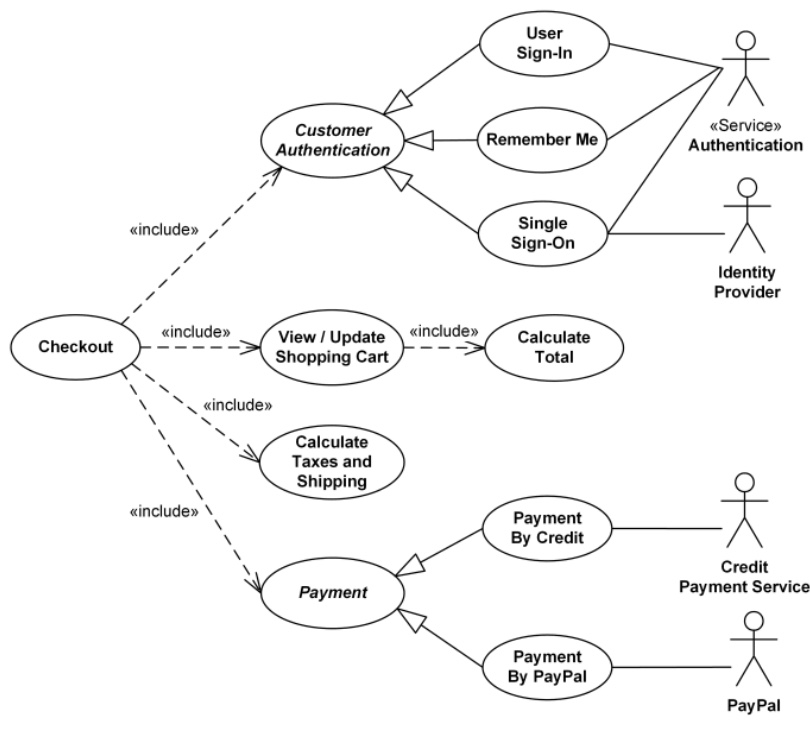 User
Sign-In
Customer
Authentication
Remember Me
«Service»
Authentication
Single
Sign-On
«include»
Identity
Provider
Checkout
«include»
View / Update
Shopping Cart
«include»
Calculate
Total
«include»
Calculate
Taxes and
Shipping
«include»
Payment
By Credit
Credit
Payment Service
Payment
Payment
By PayPal
PayPal